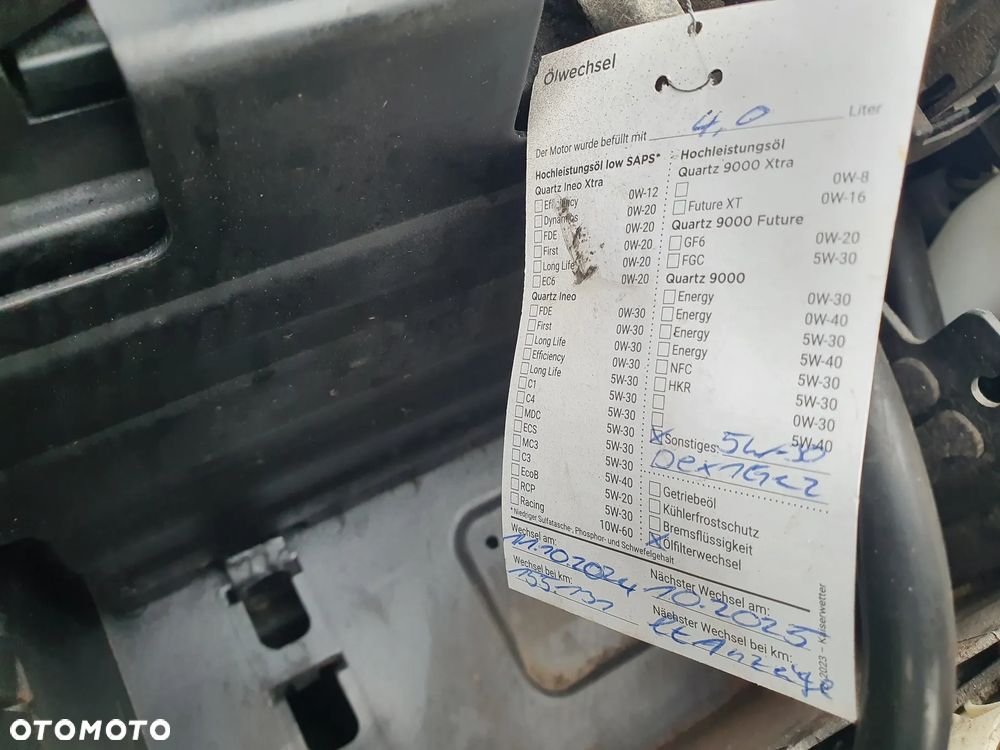 Ölwechsel
Der Motor wurde befüllt mit 4,0 Liter
Hochleistungsöl low SAPS*
Quartz Ineo Xtra
Efficiency 0W-12
Dynamics 0W-20
FDE 0W-20
First 0W-20
Long Life 0W-20
EC6 0W-20
Quartz Ineo
FDE 0W-30
First 0W-30
Long Life 0W-30
Efficiency 0W-30
Long Life 5W-30
C1 5W-30
C4 5W-30
MDC 5W-30
ECS 5W-30
MC3 5W-30
C3 5W-40
EcoB 5W-20
RCP 5W-30
Racing 10W-60
*Niedriger Sulfatasche-, Phosphor- und Schwefelgehalt
Hochleistungsöl
Quartz 9000 Xtra
0W-8
Future XT 0W-16
Quartz 9000 Future
GF6 0W-20
FGC 5W-30
Quartz 9000
Energy 0W-30
Energy 0W-40
Energy 5W-30
Energy 5W-40
NFC 5W-30
HKR 5W-30
0W-30
5W-40
Sonstiges: 5W-30
Dex1Gen2
Getriebeöl
Kühlerfrostschutz
Bremsflüssigkeit
Ölfilterwechsel
Wechsel am: 11.10.2024
Nächster Wechsel am: 10.2025
Wechsel bei km: 155.131
Nächster Wechsel bei km: lt Anzeige
2023 – Kaiserwetter
OTOMOTO